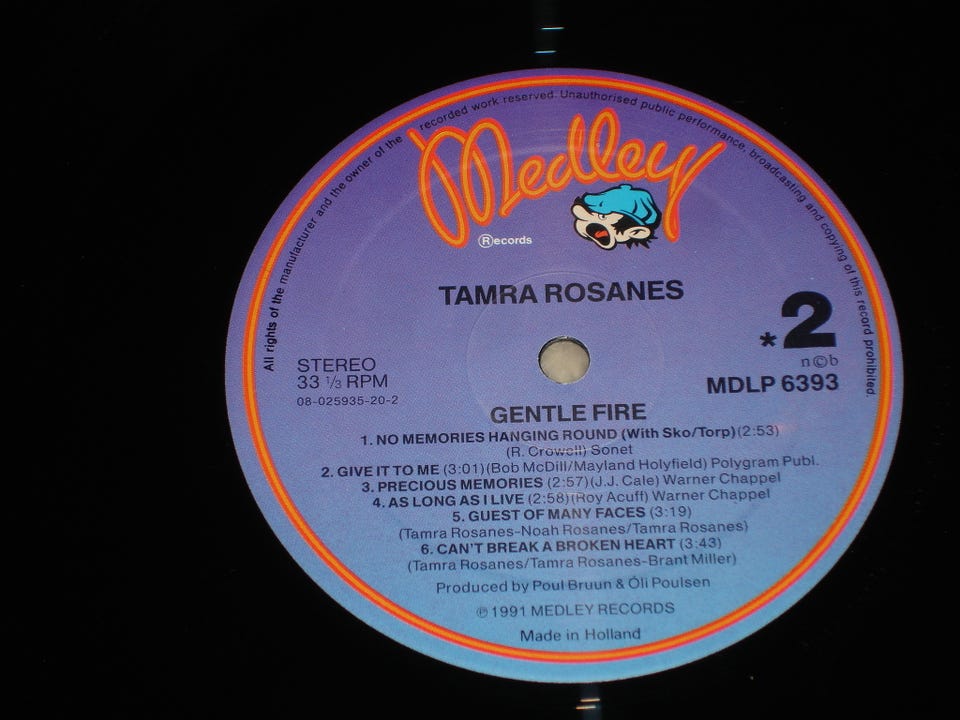 All rights of the manufacturer and the owner of the recorded work reserved. Unauthorised public performance, broadcasting and copying of this record prohibited.
Medley
Ⓡecords
TAMRA ROSANES
*2
STEREO
33 1/3 RPM
08-025935-20-2
n©b
MDLP 6393
GENTLE FIRE
1. NO MEMORIES HANGING ROUND (With Sko/Torp)(2:53)
(R. Crowell) Sonet
2. GIVE IT TO ME (3:01)(Bob McDill/Mayland Holyfield) Polygram Publ.
3. PRECIOUS MEMORIES (2:57)(J.J. Cale) Warner Chappel
4. AS LONG AS I LIVE (2:58)(Roy Acuff) Warner Chappel
5. GUEST OF MANY FACES (3:19)
(Tamra Rosanes-Noah Rosanes/Tamra Rosanes)
6. CAN'T BREAK A BROKEN HEART (3:43)
(Tamra Rosanes/Tamra Rosanes-Brant Miller)
Produced by Poul Bruun & Óli Poulsen
℗ 1991 MEDLEY RECORDS
Made in Holland